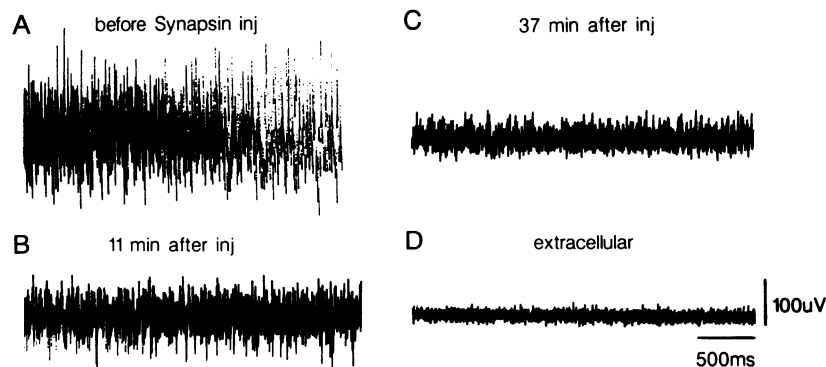 A
before Synapsin inj
B
11 min after inj
C
37 min after inj
D
extracellular
100uV
500ms